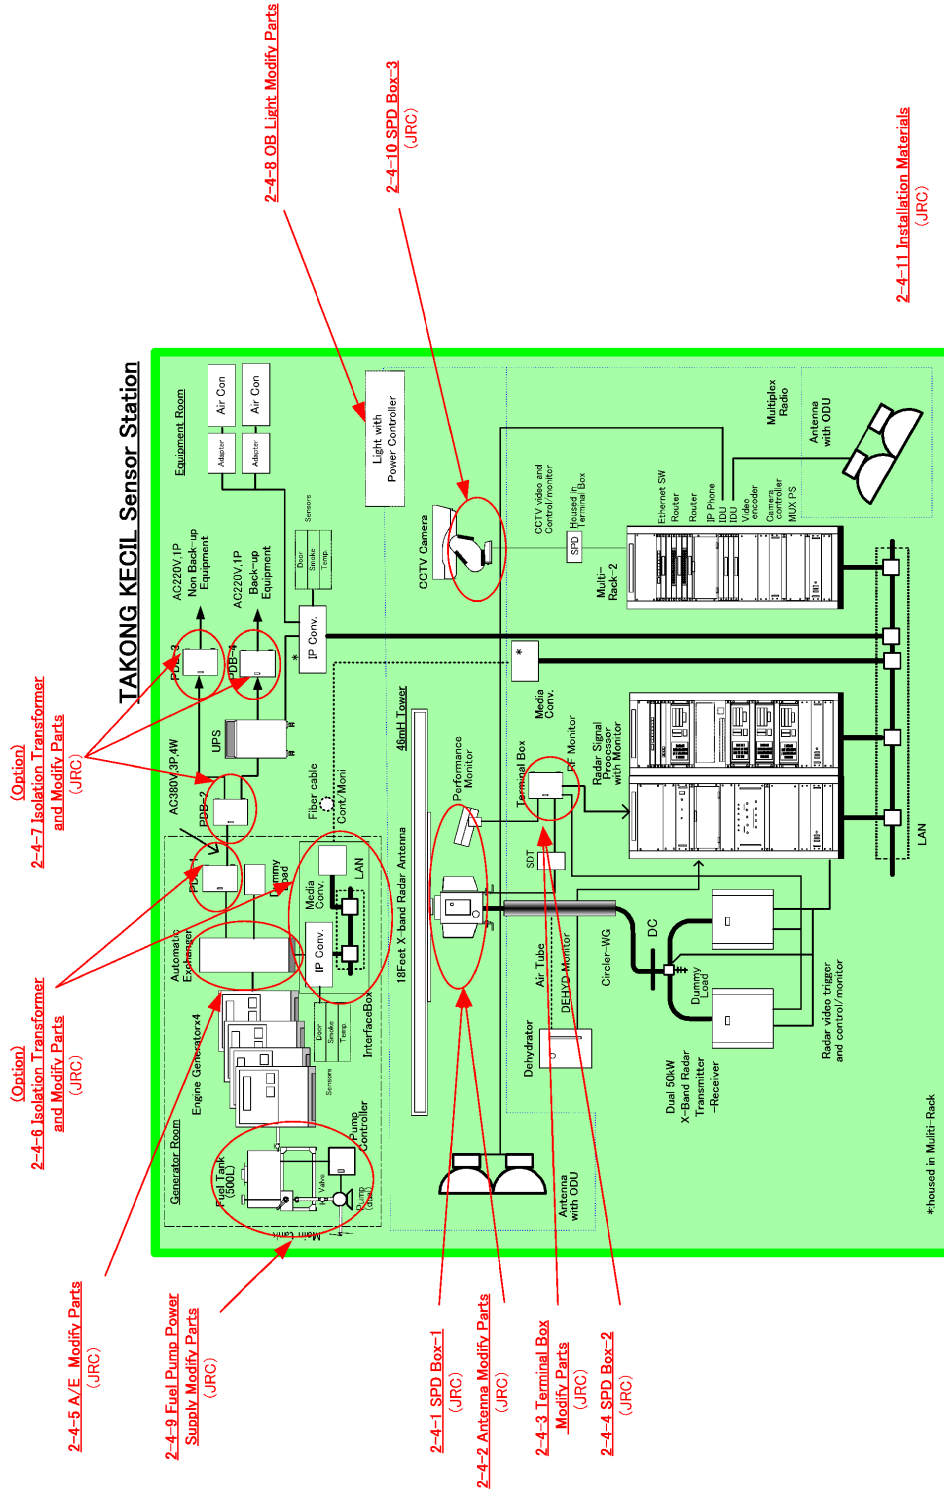 TAKONG KECIL Sensor Station
(Option)
2-4-6 Isolation Transformer
and Modify Parts
(JRC)
(Option)
2-4-7 Isolation Transformer
and Modify Parts
(JRC)
2-4-5 A/E Modify Parts
(JRC)
2-4-9 Fuel Pump Power
Supply Modify Parts
(JRC)
2-4-8 OB Light Modify Parts
2-4-10 SPD Box-3
(JRC)
2-4-1 SPD Box-1
(JRC)
2-4-2 Antenna Modify Parts
(JRC)
2-4-3 Terminal Box
Modify Parts
(JRC)
2-4-4 SPD Box-2
(JRC)
2-4-11 Installation Materials
(JRC)
Generator Room
Fuel Tank
(500L)
Valve
Pump
(dual)
Pump
Controller
Engine Generatorx4
Automatic
Exchanger
Door
Smoke
Temp.
Sensors
InterfaceBox
IP Conv.
Media
Conv.
LAN
Dummy
Load
PDB-2
AC380V,3P,4W
UPS
PDB-3
PDB-4
AC220V,1P
Non Back-up
Equipment
AC220V,1P
Back-up
Equipment
Fiber cable
Cont/Moni
*
IP Conv.
Door
Smoke
Temp.
Sensors
Equipment Room
Adapter
Air Con
Adapter
Air Con
Light with
Power Controller
46mH Tower
18Feet X-band Radar Antenna
Performance
Monitor
CCTV Camera
Antenna
with ODU
Dehydrator
Air Tube
DEHYD Monitor
Circler-WG
SDT
Terminal Box
RF Monitor
Media
Conv.
*
SPD
Housed in
Terminal Box
CCTV video and
Control/monitor
DC
Dummy
Load
Dual 50kW
X-Band Radar
Transmitter
-Receiver
Radar video trigger
and control/monitor
Radar Signal
Processor
with Monitor
Multi-
Rack-2
Ethernet SW
Router
Router
IP Phone
IDU
IDU
Video
encoder
Camera
controller
MUX PS
Multiplex
Radio
Antenna
with ODU
LAN
*;housed in Muliti-Rack